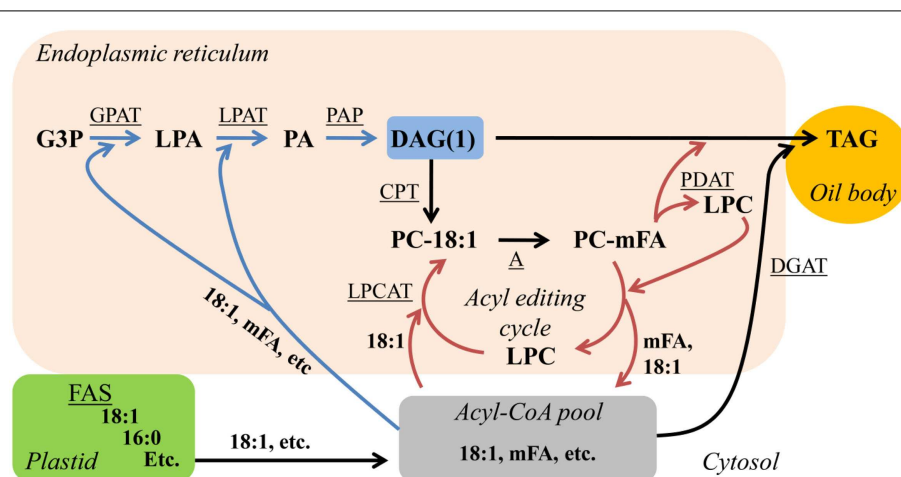 Endoplasmic reticulum
GPAT
LPAT
PAP
G3P
LPA
PA
DAG(1)
TAG
Oil body
CPT
PDAT
LPC
PC-18:1
PC-mFA
A
DGAT
LPCAT
Acyl editing
cycle
18:1
LPC
mFA,
18:1
18:1, mFA, etc
FAS
18:1
16:0
Etc.
Plastid
18:1, etc.
Acyl-CoA pool
18:1, mFA, etc.
Cytosol